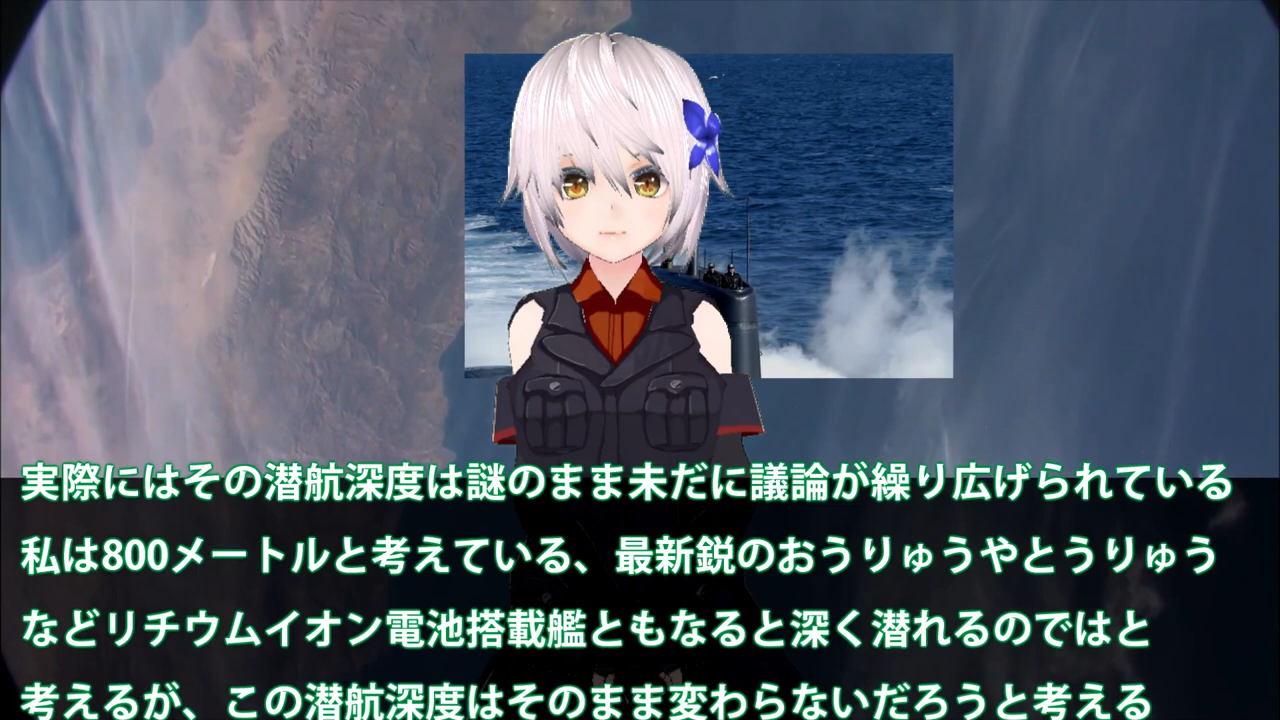 実際にはその潜航深度は謎のまま未だに議論が繰り広げられている
私は800メートルと考えている、最新鋭のおうりゅうやとうりゅう
などリチウムイオン電池搭載艦ともなると深く潜れるのではと
考えるが、この潜航深度はそのまま変わらないだろうと考える